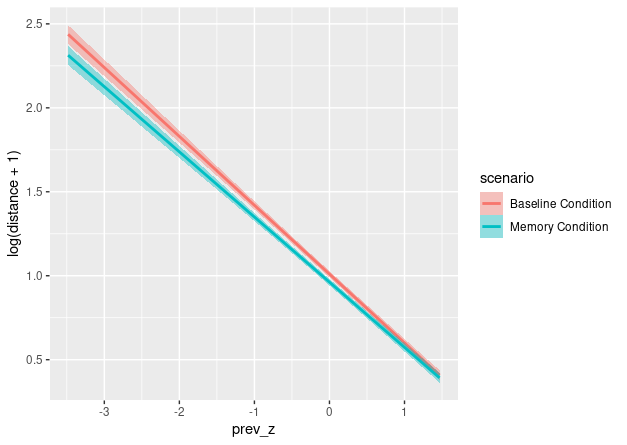 2.5
2.0
1.5
1.0
0.5
log(distance + 1)
-3
-2
-1
0
1
prev_z
scenario
Baseline Condition
Memory Condition